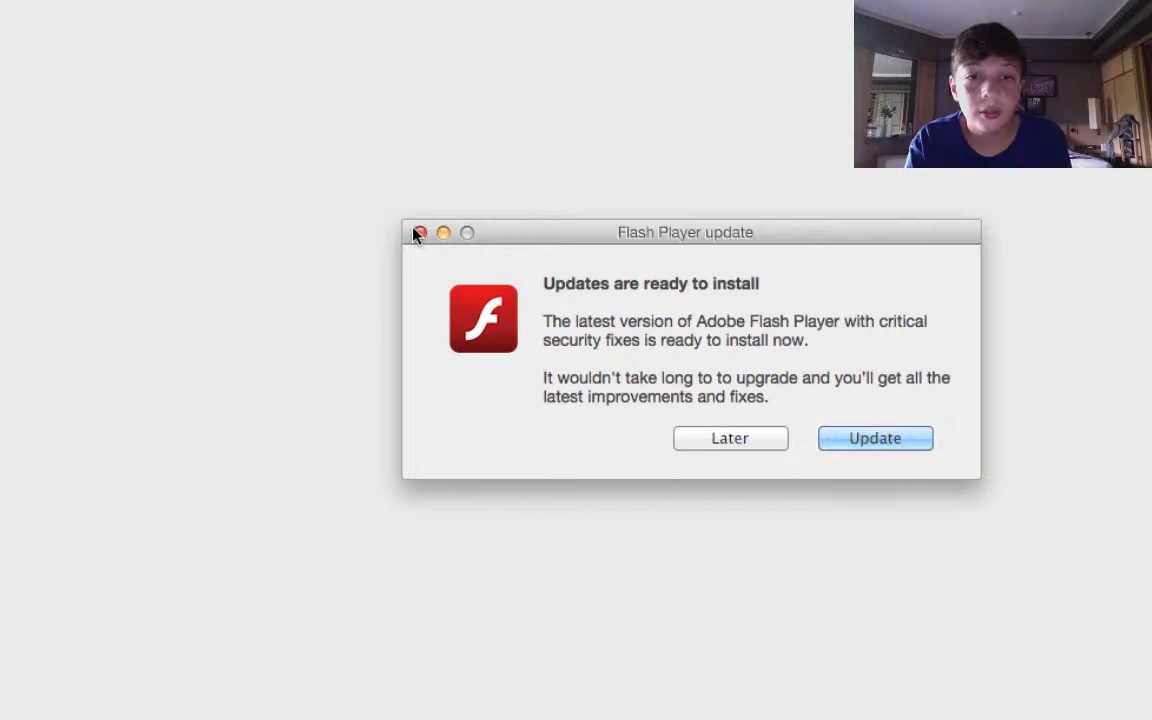 Flash Player update
Updates are ready to install
The latest version of Adobe Flash Player with critical
security fixes is ready to install now.
It wouldn't take long to to upgrade and you'll get all the
latest improvements and fixes.
Later
Update